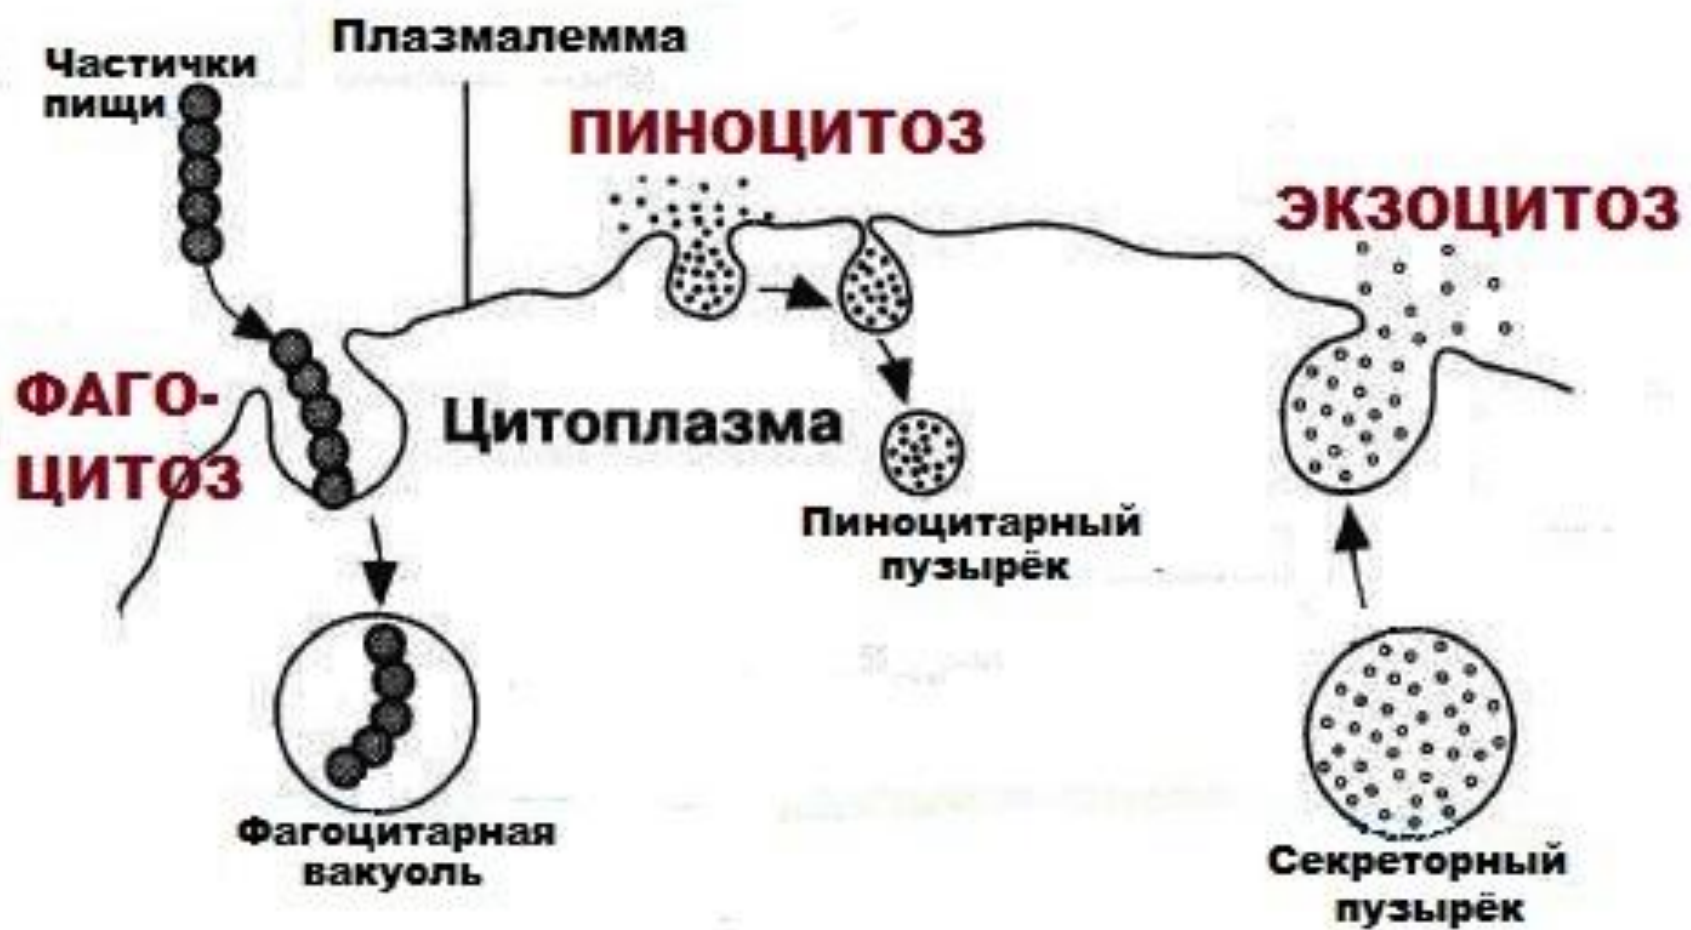 Плазмалемма
Частички
пищи
ПИНОЦИТОЗ
ЭКЗОЦИТОЗ
ФАГО-
ЦИТОЗ
Цитоплазма
Пиноцитарный
пузырёк
Фагоцитарная
вакуоль
Секреторный
пузырёк